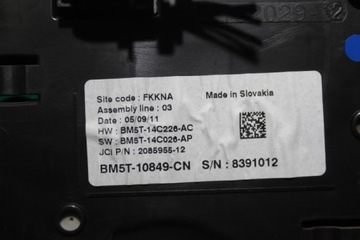 Site code : FKKNA
Made in Slovakia
Assembly line : 03
Date : 05/09/11
HW : BM5T-14C226-AC
SW : BM5T-14C026-AP
JCI P/N : 2085955-12
BM5T-10849-CN S/N : 8391012